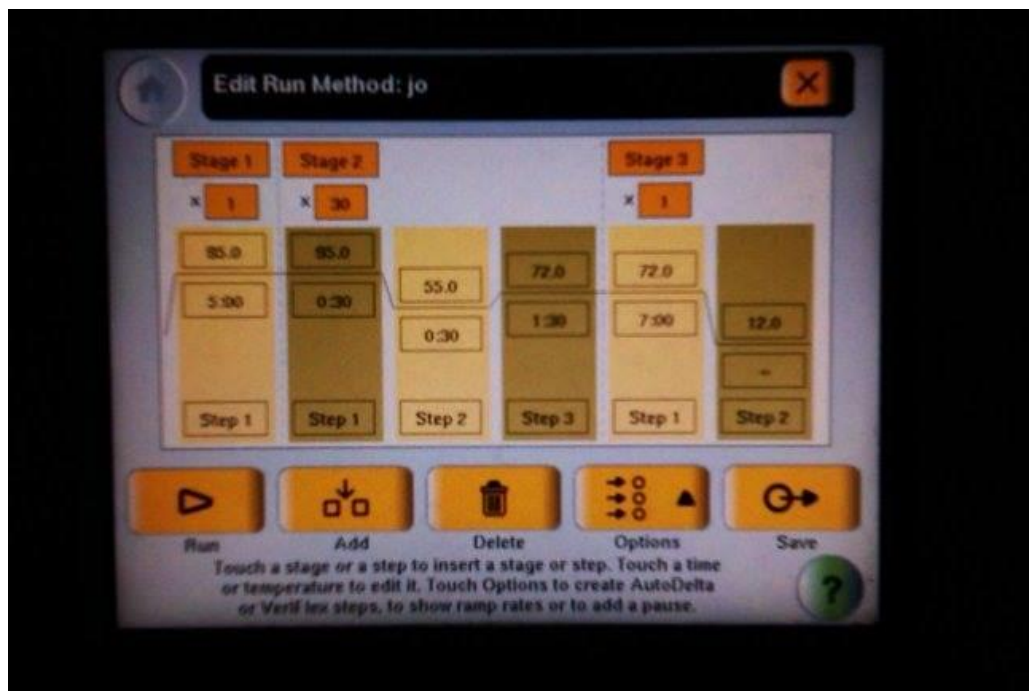 Edit Run Method: jo
Stage 1 Stage 2 Stage 3
x 1 x 30 x 1
95.0 95.0 55.0 72.0 72.0 12.0
5:00 0:30 0:30 1:30 7:00
Step 1 Step 1 Step 2 Step 3 Step 1 Step 2
Run Add Delete Options Save
Touch a stage or a step to insert a stage or step. Touch a time
or temperature to edit it. Touch Options to create AutoDelta
or steps, to show ramp rates or to add a pause.
?